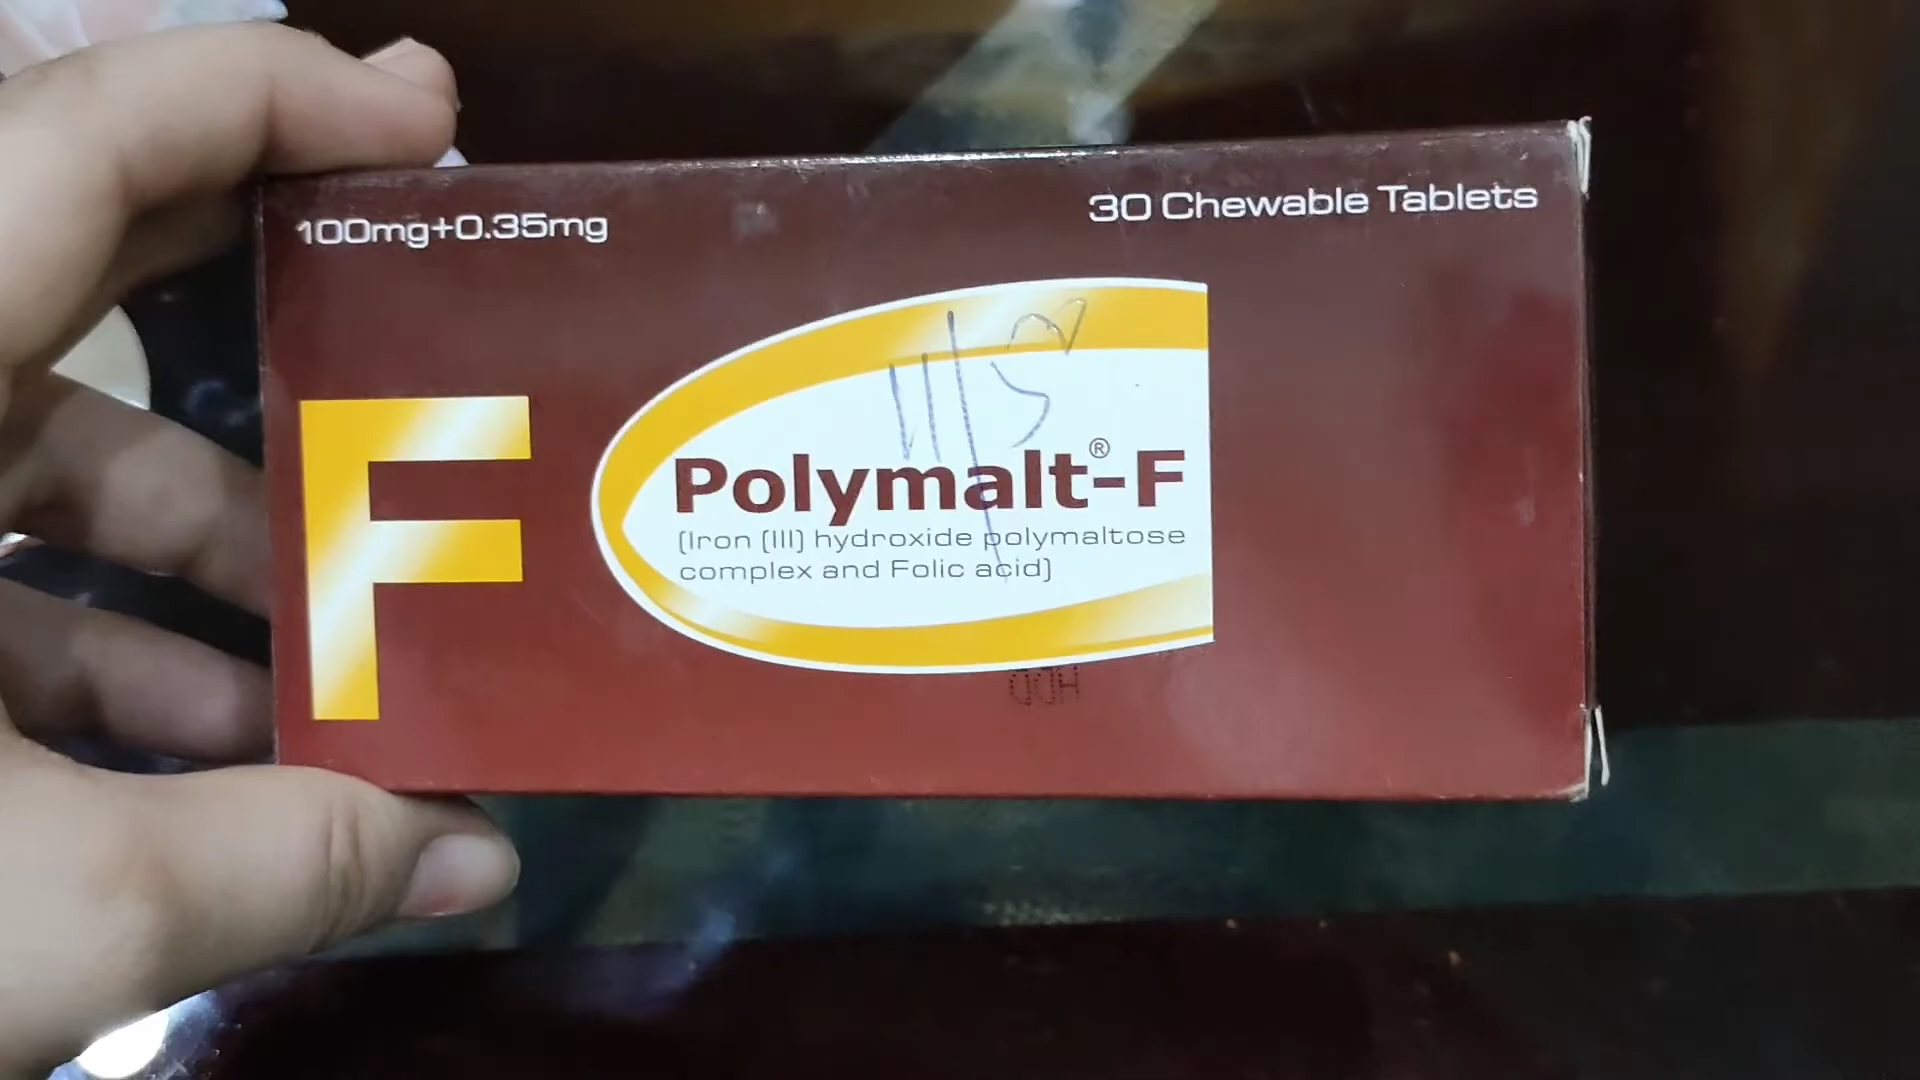 100mg+0.35mg
30 Chewable Tablets
F
Polymalt®-F
(Iron (III) hydroxide polymaltose
complex and Folic acid)